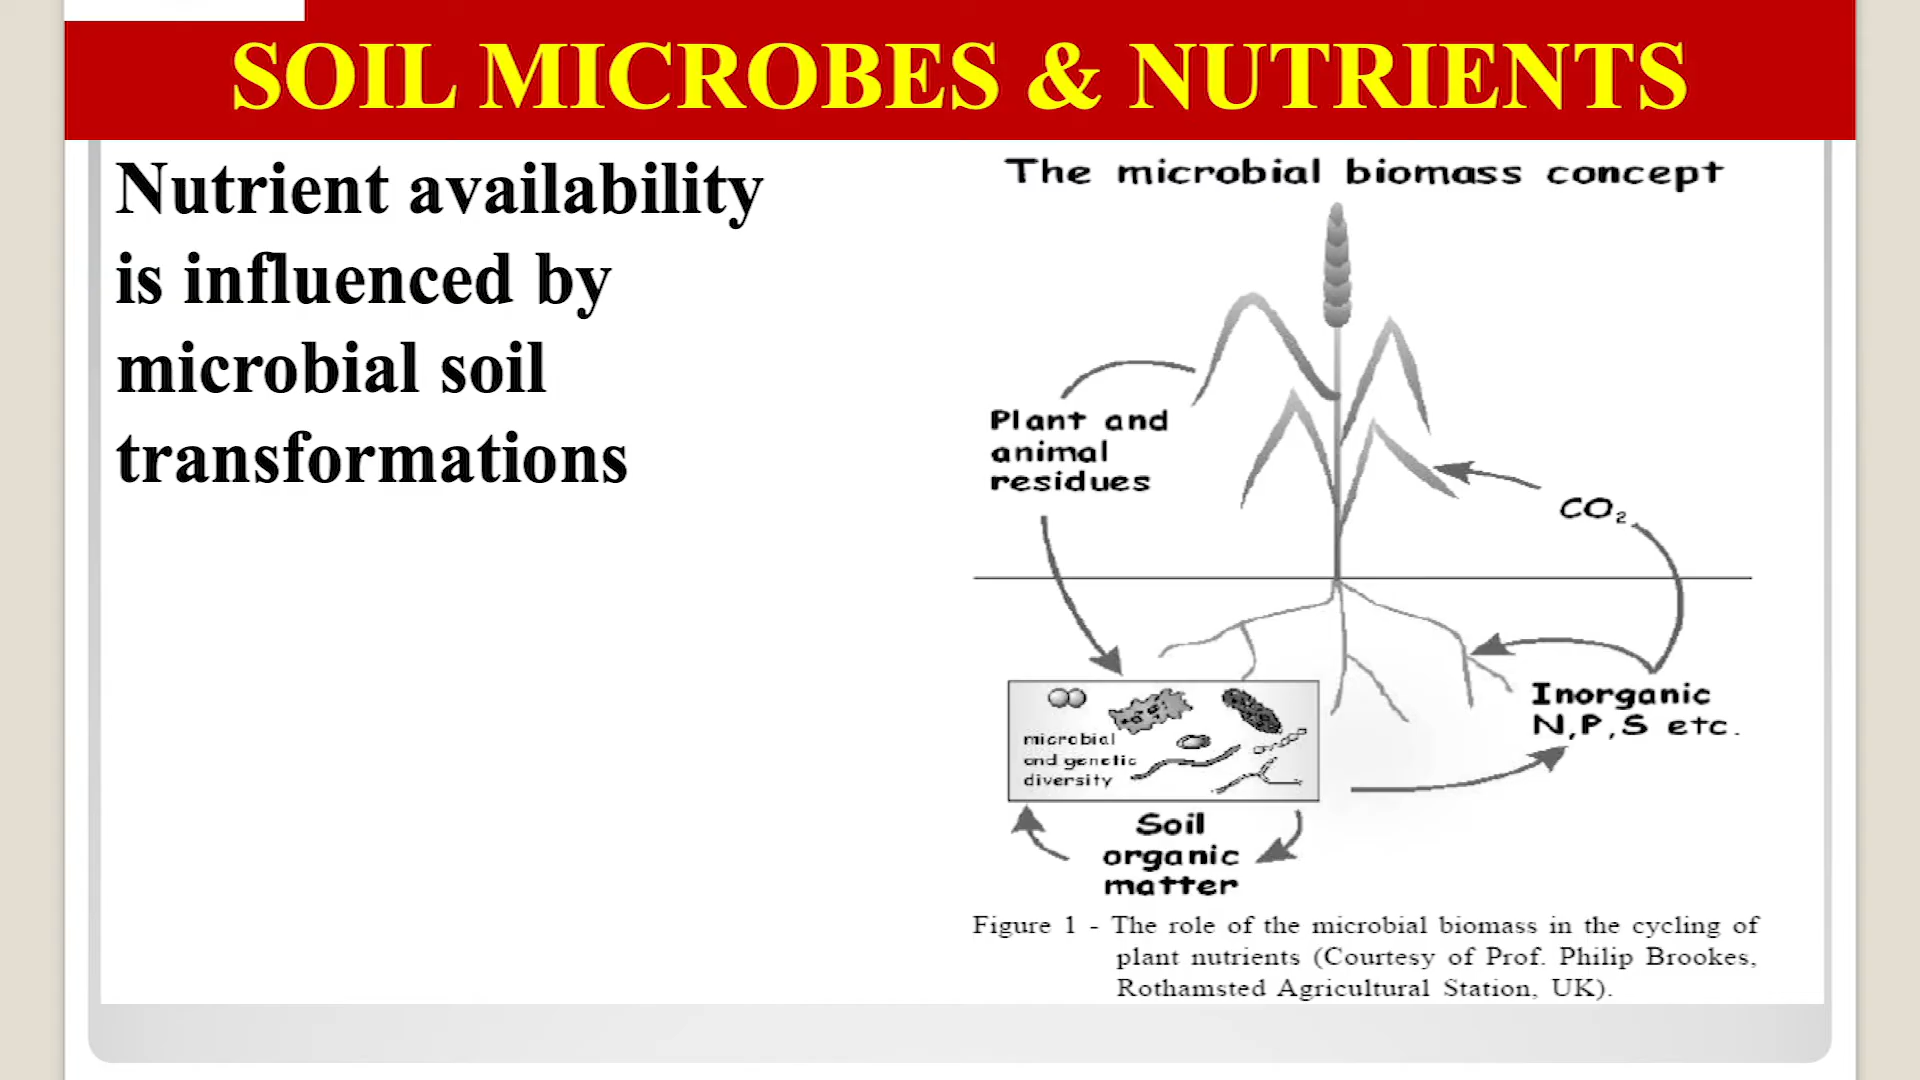 SOIL MICROBES & NUTRIENTS
Nutrient availability
is influenced by
microbial soil
transformations
The microbial biomass concept
Plant and
animal
residues
CO₂
Inorganic
N,P,S etc.
microbial
and genetic
diversity
Soil
organic
matter
Figure 1 - The role of the microbial biomass in the cycling of
plant nutrients (Courtesy of Prof. Philip Brookes,
Rothamsted Agricultural Station, UK).